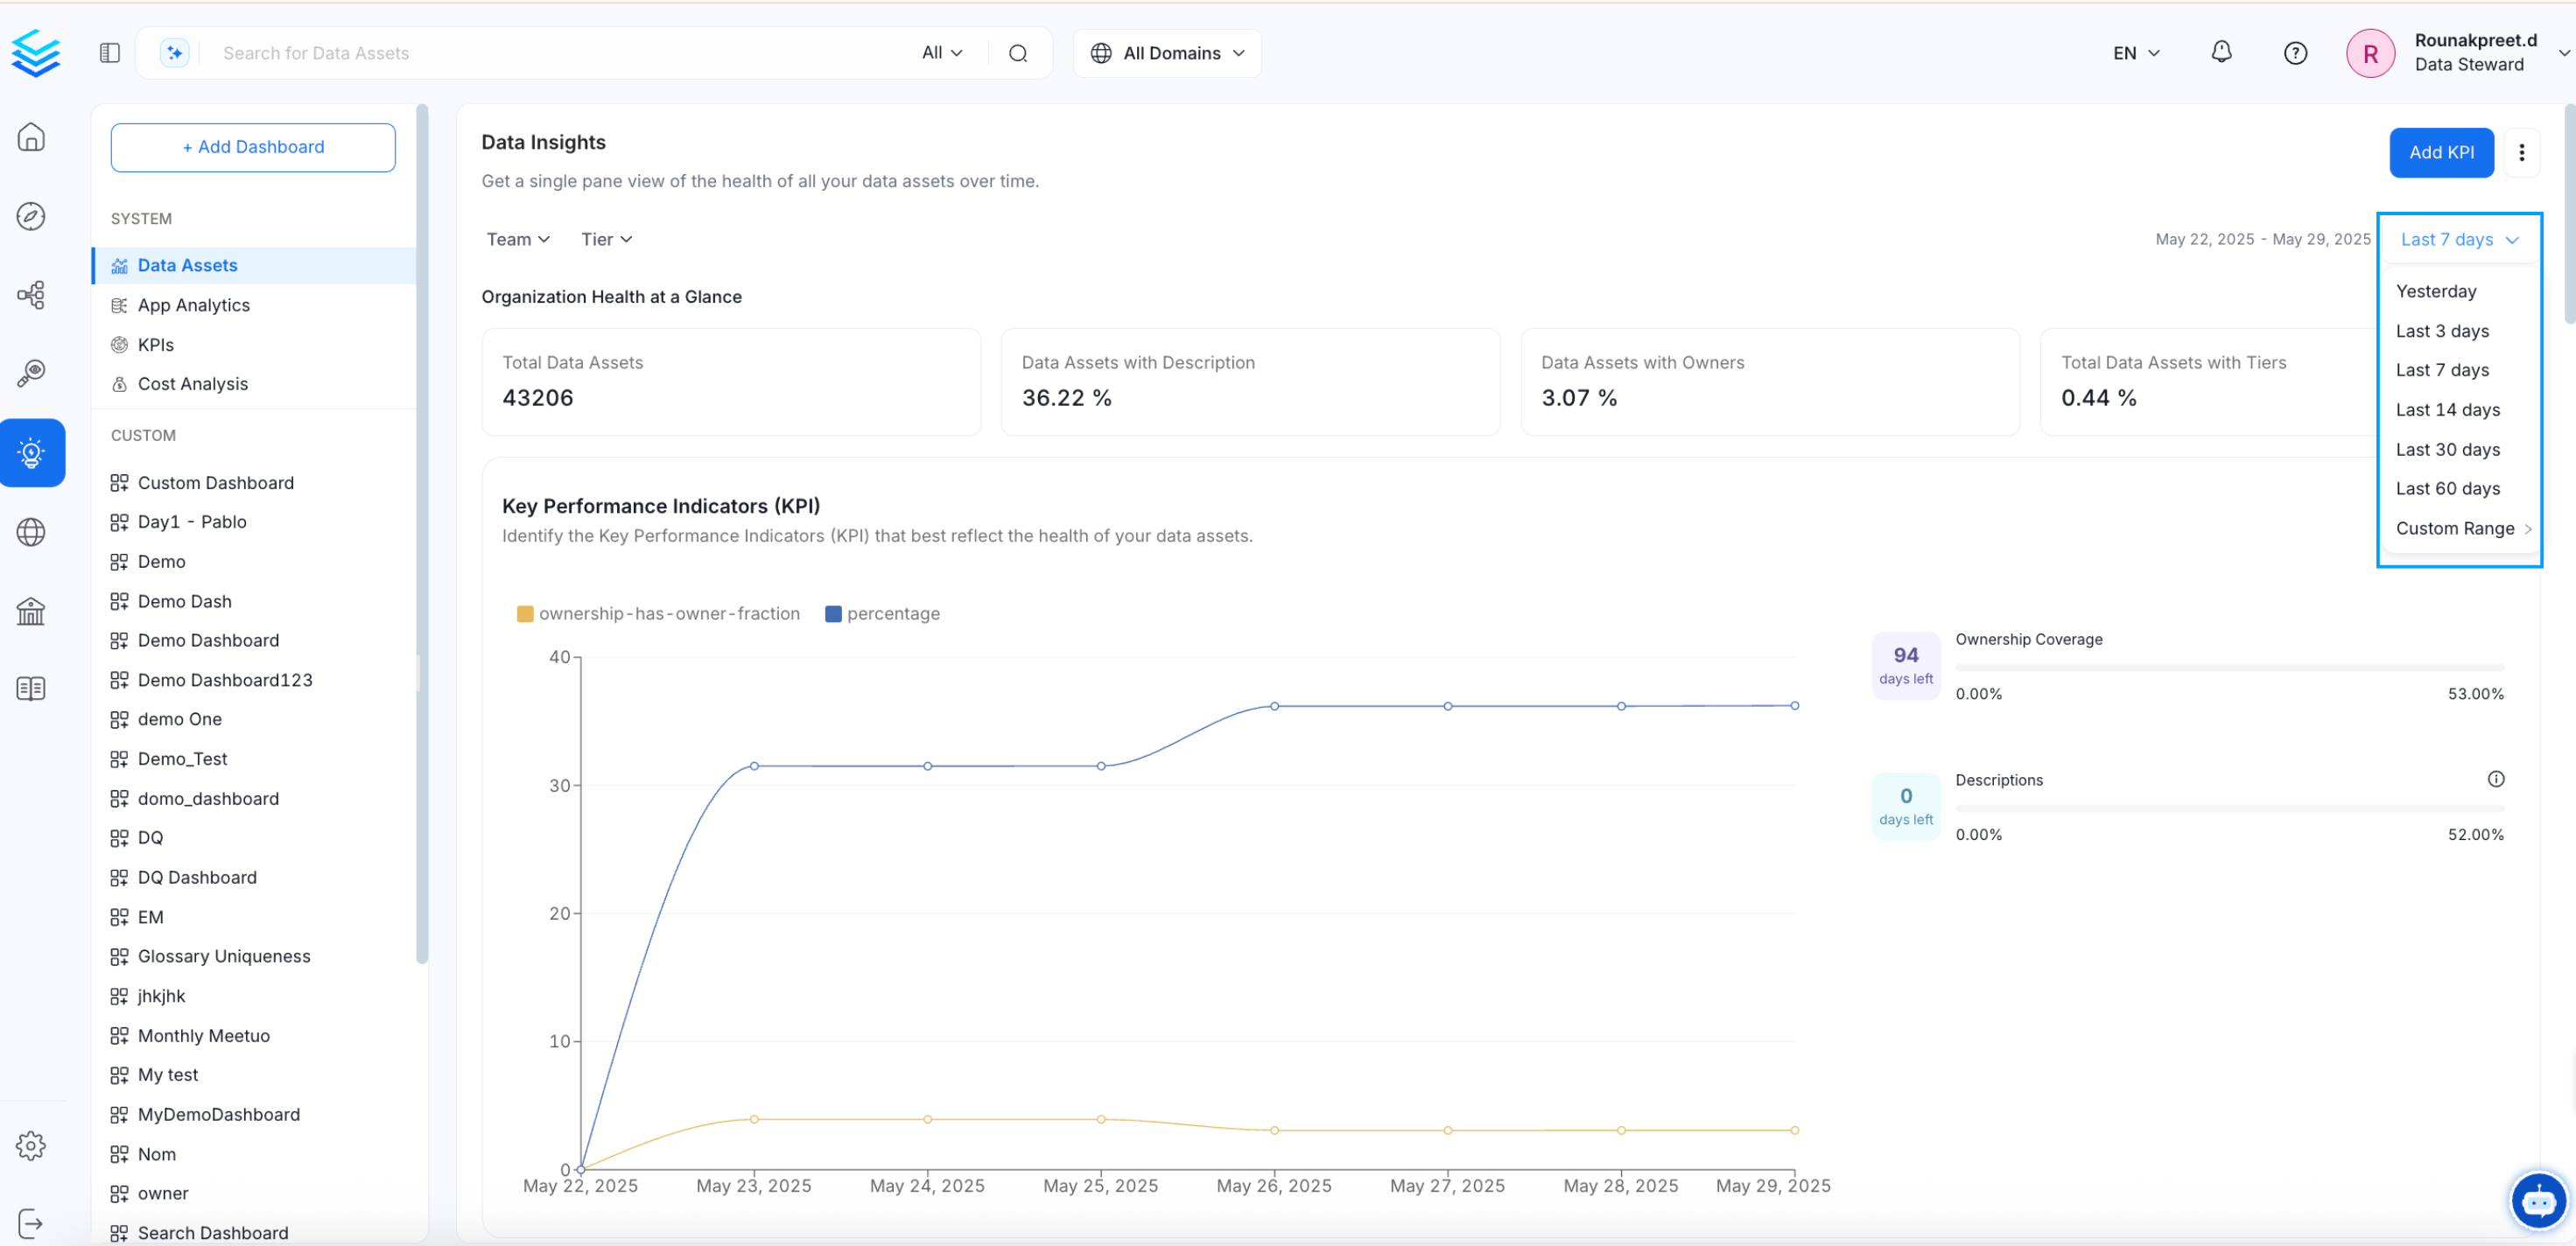 Search for Data Assets
All
All Domains
EN
R
Rounakpreet.d
Data Steward
+ Add Dashboard
SYSTEM
Data Assets
App Analytics
KPIs
Cost Analysis
CUSTOM
Custom Dashboard
Day1 - Pablo
Demo
Demo Dash
Demo Dashboard
Demo Dashboard123
demo One
Demo_Test
domo_dashboard
DQ
DQ Dashboard
EM
Glossary Uniqueness
jhkjhk
Monthly Meetuo
My test
MyDemoDashboard
Nom
owner
Search Dashboard
Data Insights
Get a single pane view of the health of all your data assets over time.
Add KPI
Team
Tier
May 22, 2025 - May 29, 2025
Last 7 days
Yesterday
Last 3 days
Last 7 days
Last 14 days
Last 30 days
Last 60 days
Custom Range
Organization Health at a Glance
Total Data Assets
43206
Data Assets with Description
36.22 %
Data Assets with Owners
3.07 %
Total Data Assets with Tiers
0.44 %
Key Performance Indicators (KPI)
Identify the Key Performance Indicators (KPI) that best reflect the health of your data assets.
ownership-has-owner-fraction
percentage
40
30
20
10
0
May 22, 2025
May 23, 2025
May 24, 2025
May 25, 2025
May 26, 2025
May 27, 2025
May 28, 2025
May 29, 2025
94
days left
Ownership Coverage
0.00%
53.00%
0
days left
Descriptions
0.00%
52.00%